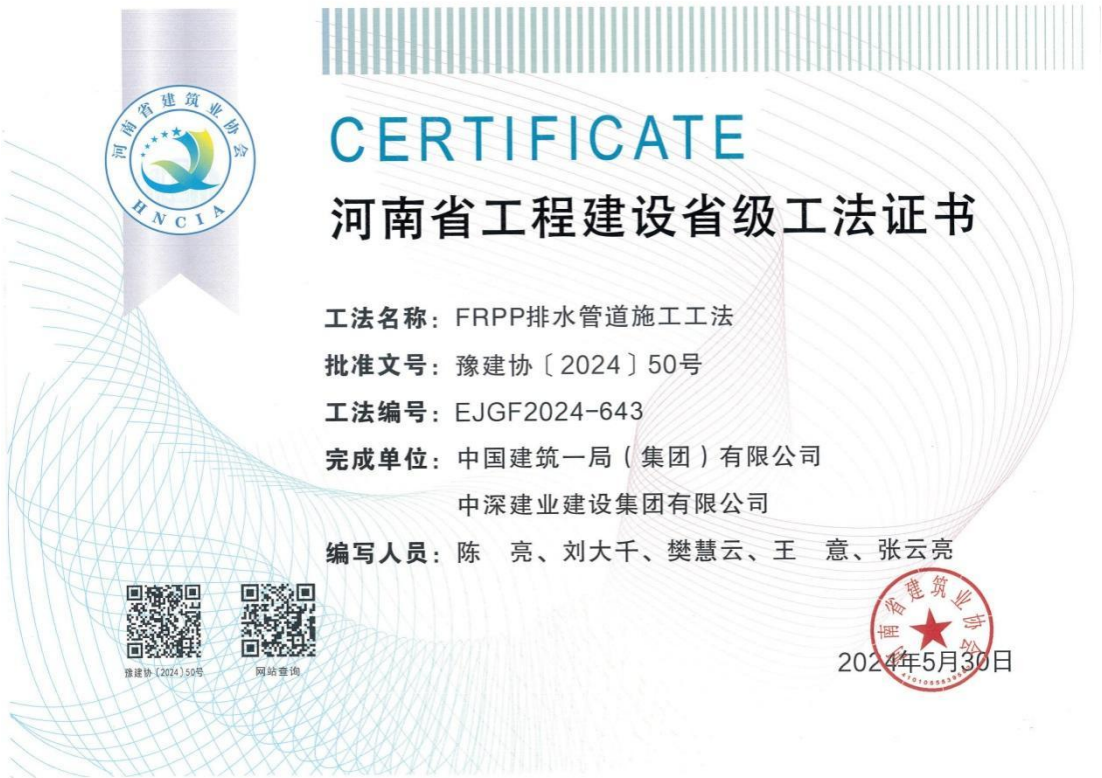 河南省建筑业协会
HNCIA
CERTIFICATE
河南省工程建设省级工法证书
工法名称：FRPP排水管道施工工法
批准文号：豫建协〔2024〕50号
工法编号：EJGF2024-643
完成单位：中国建筑一局（集团）有限公司
中深建业建设集团有限公司
编写人员：陈　亮、刘大千、樊慧云、王　意、张云亮
豫建协〔2024〕50号
网站查询
河南省建筑业协会
2024年5月30日